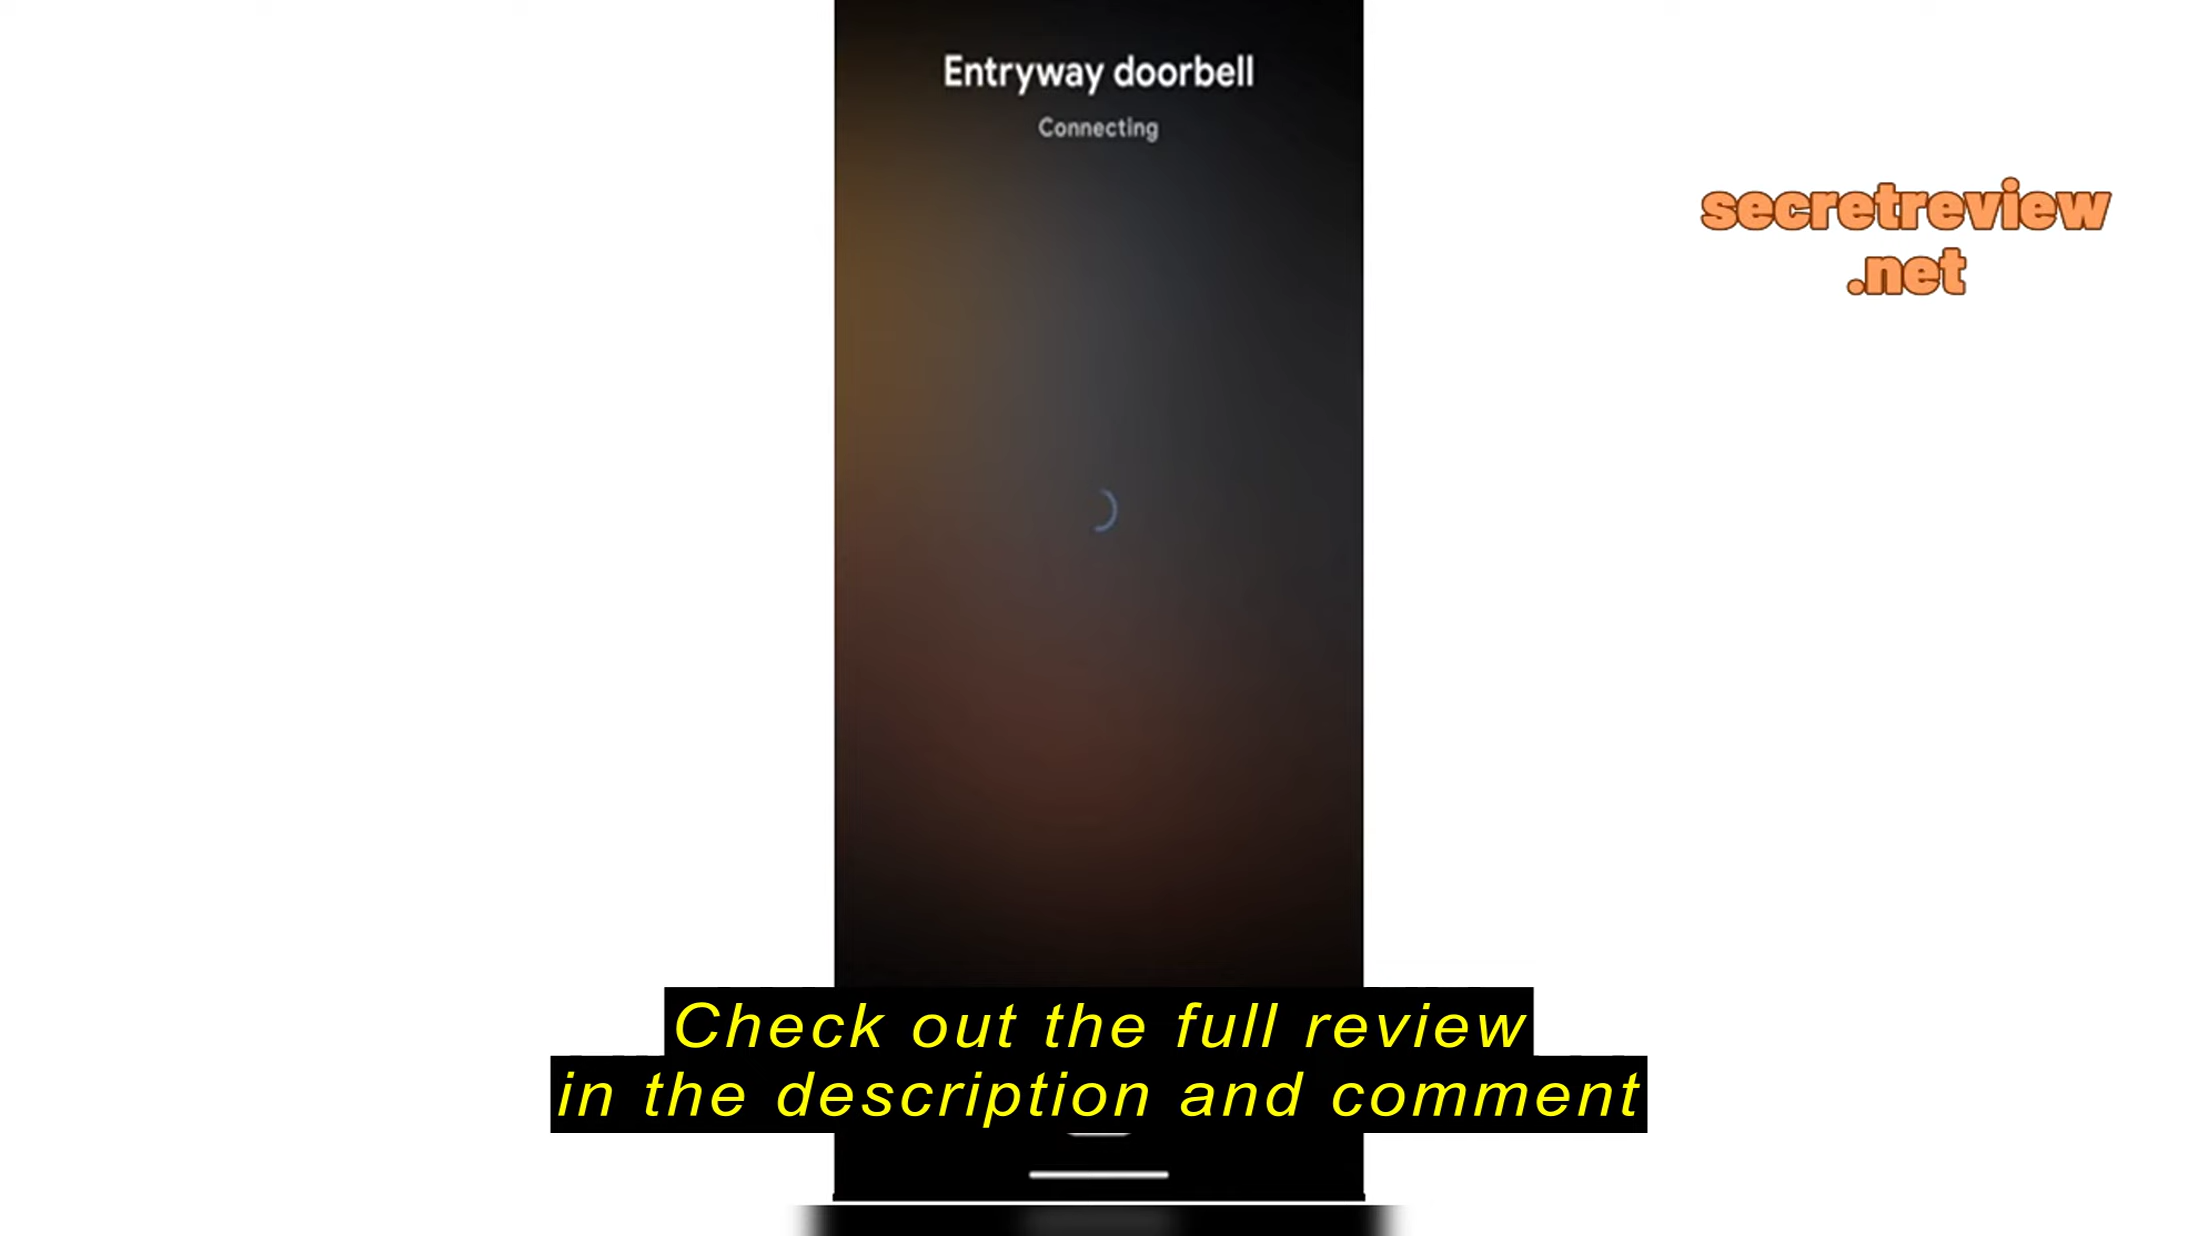 Entryway doorbell
Connecting
secretreview
.net
Check out the full review
in the description and comment